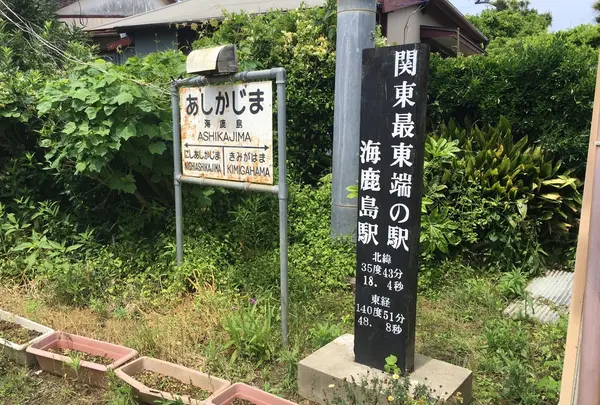 あしかじま
海鹿島
ASHIKAJIMA
にしあしかじま
きみがはま
NISHIASHIKAJIMA
KIMIGAHAMA
関東最東端の駅
海鹿島駅
北緯
35度43分
18.4秒
東経
140度51分
48.8秒